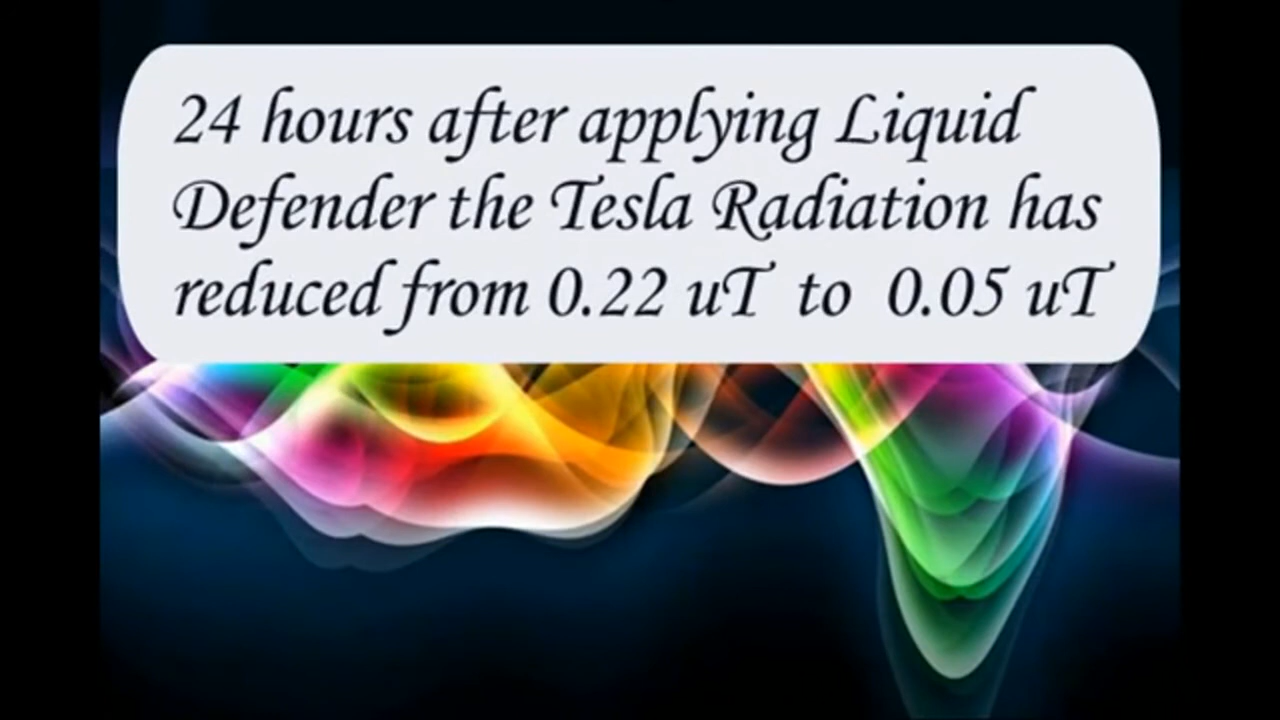 24 hours after applying Liquid
Defender the Tesla Radiation has
reduced from 0.22 uT to 0.05 uT